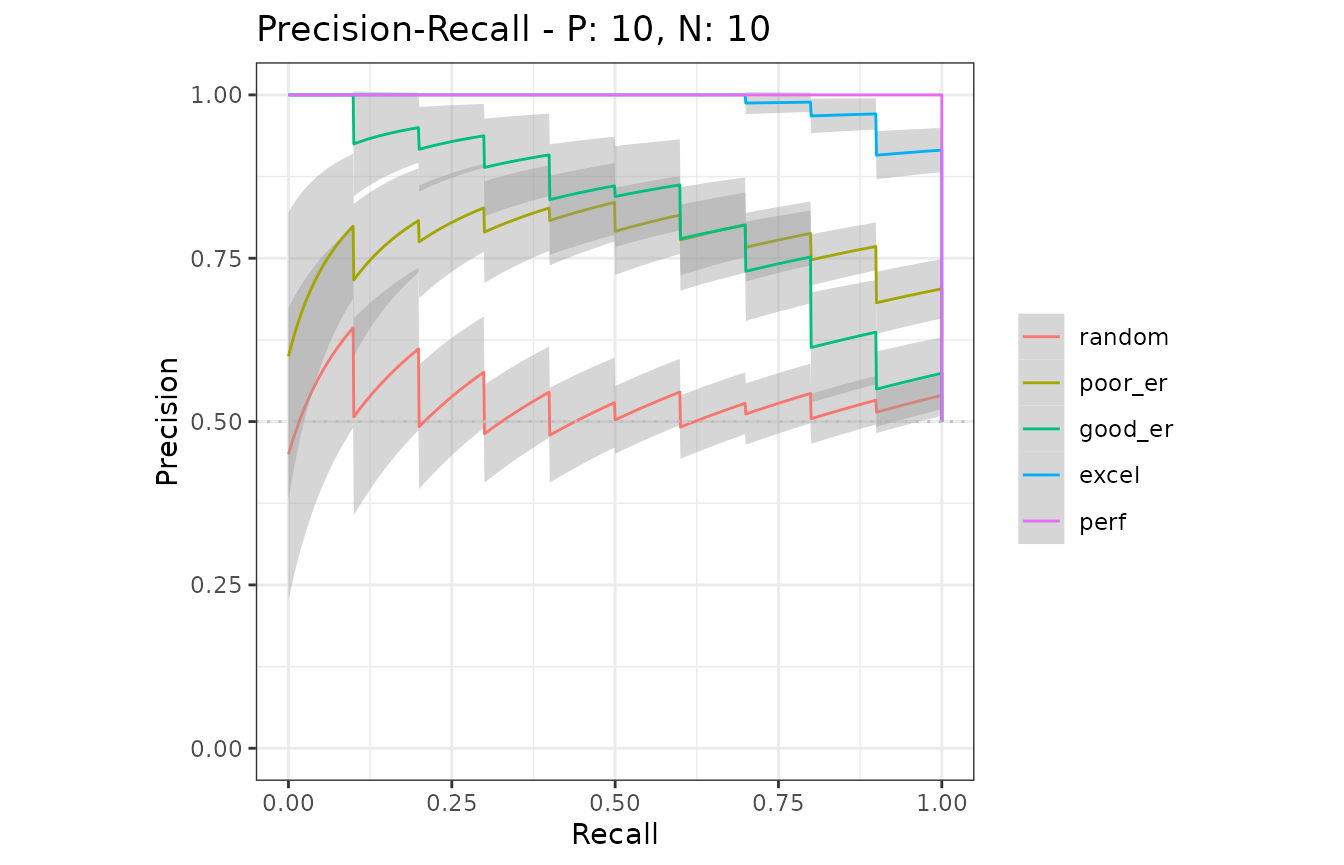 Precision-Recall - P: 10, N: 10
Precision
1.00
0.75
0.50
0.25
0.00
0.00 0.25 0.50 0.75 1.00
Recall
random
poor_er
good_er
excel
perf